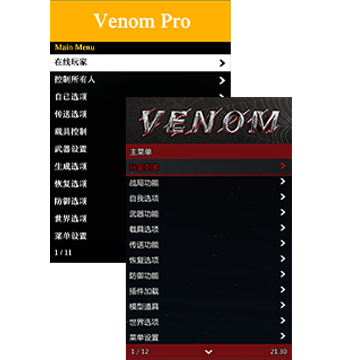 Venom Pro
Main Menu
在线玩家
控制所有人
自己选项
传送选项
载具控制
武器设置
生成选项
恢复选项
防御选项
世界选项
菜单设置
1 / 11
VENOM
主菜单
战局功能
自我选项
武器功能
载具选项
传送功能
恢复选项
防御功能
插件加载
模型道具
世界选项
菜单设置
1 / 12
21:30